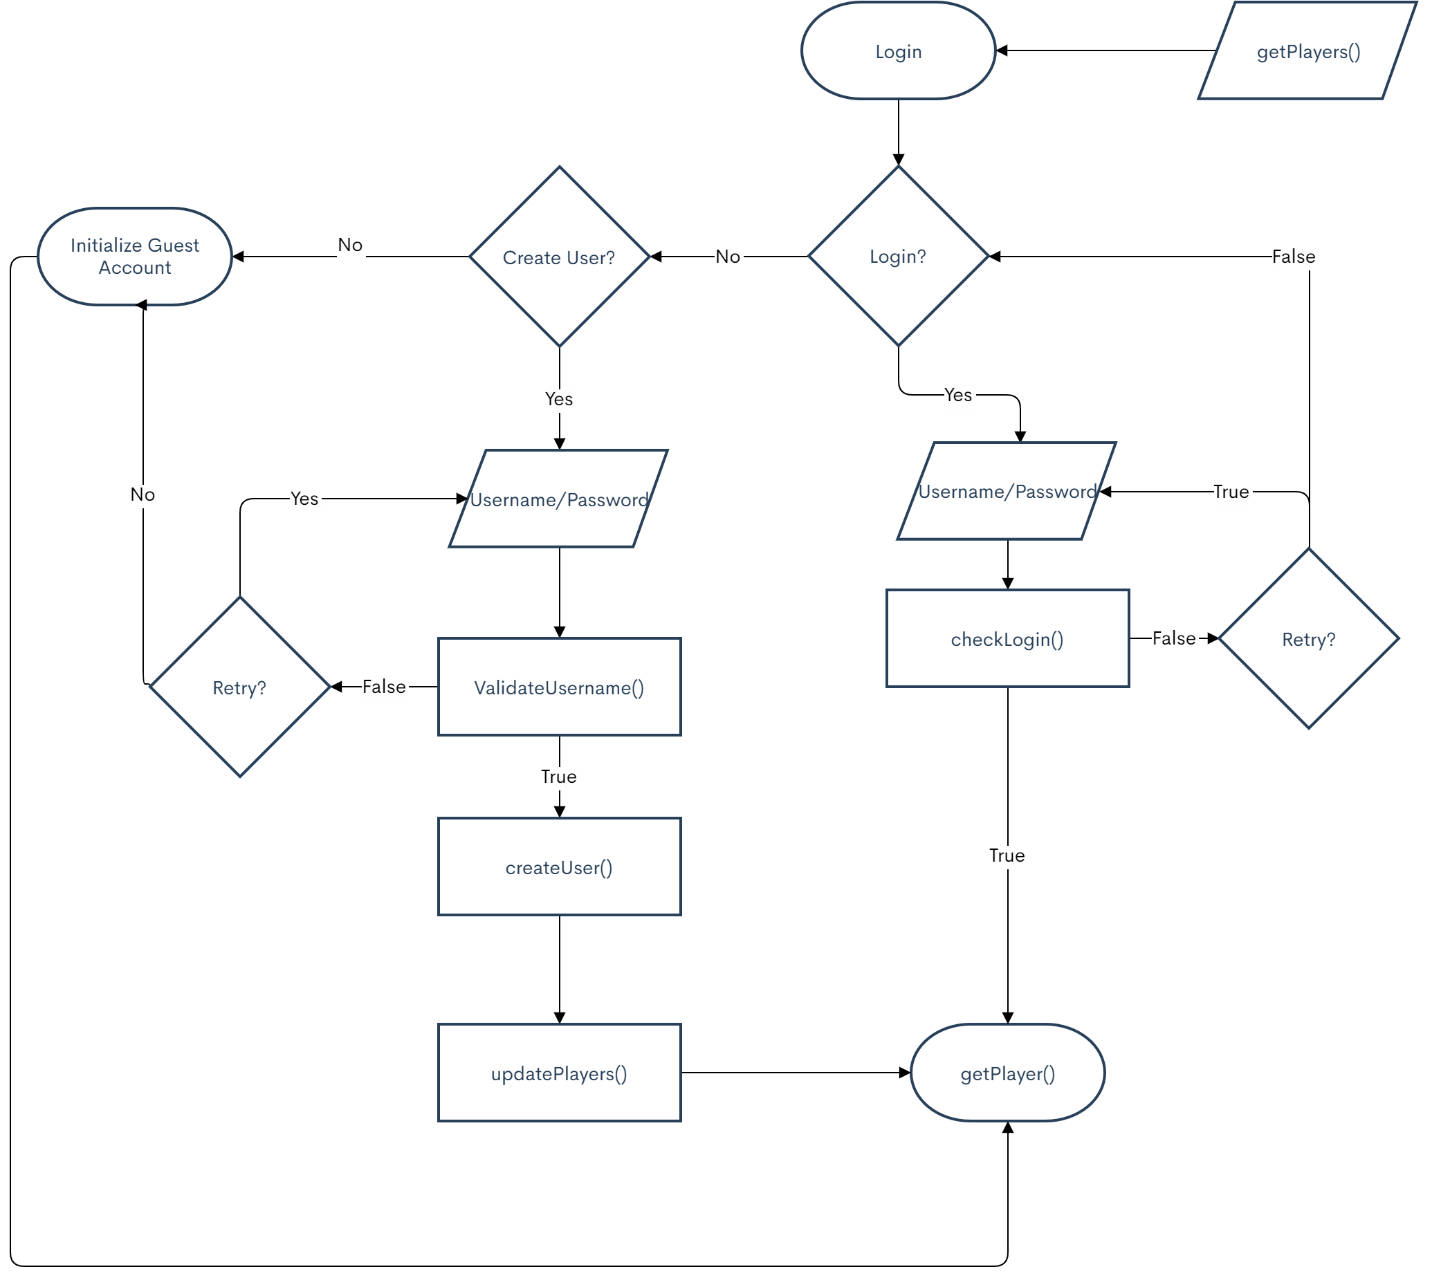 Login
getPlayers()
Initialize Guest
Account
No
Create User?
No
Login?
False
Yes
Yes
No
Yes
Username/Password
Username/Password
True
Retry?
False
ValidateUsername()
checkLogin()
False
Retry?
True
createUser()
True
updatePlayers()
getPlayer()